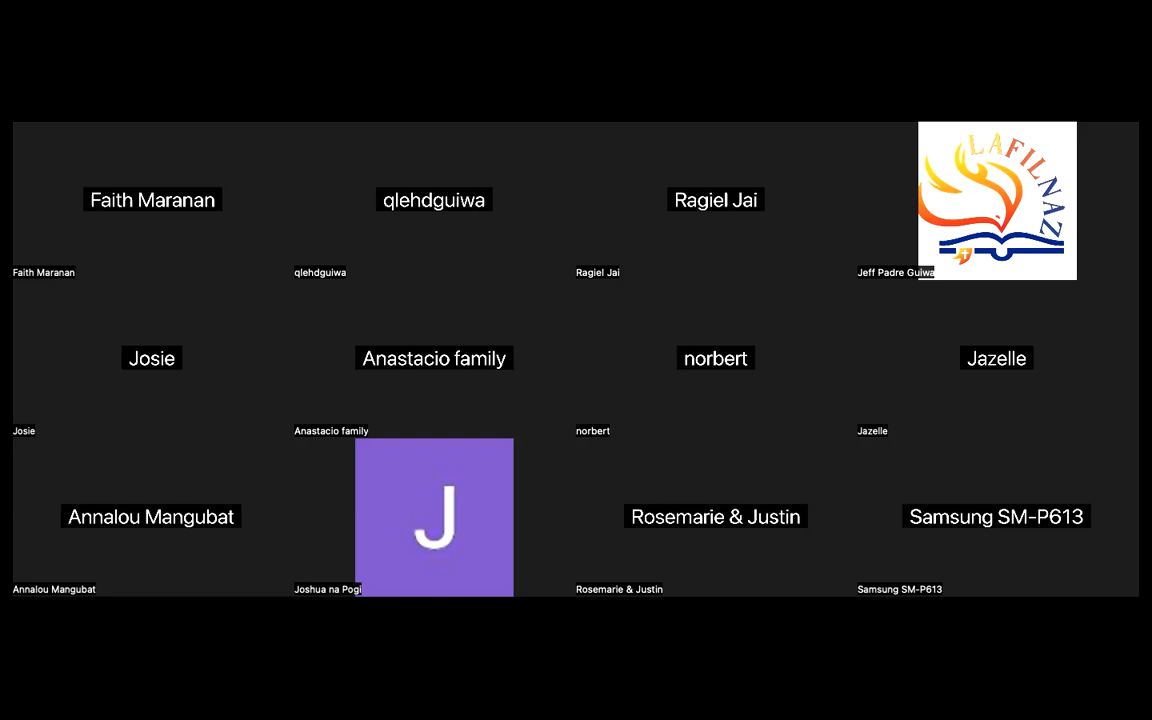 Faith Maranan
qlehdguiwa
Ragiel Jai
LAFILNAZ
Faith Maranan
qlehdguiwa
Ragiel Jai
Jeff Padre Guiwa
Josie
Anastacio family
norbert
Jazelle
Josie
Anastacio family
norbert
Jazelle
Annalou Mangubat
J
Rosemarie & Justin
Samsung SM-P613
Annalou Mangubat
Joshua na Pogi
Rosemarie & Justin
Samsung SM-P613